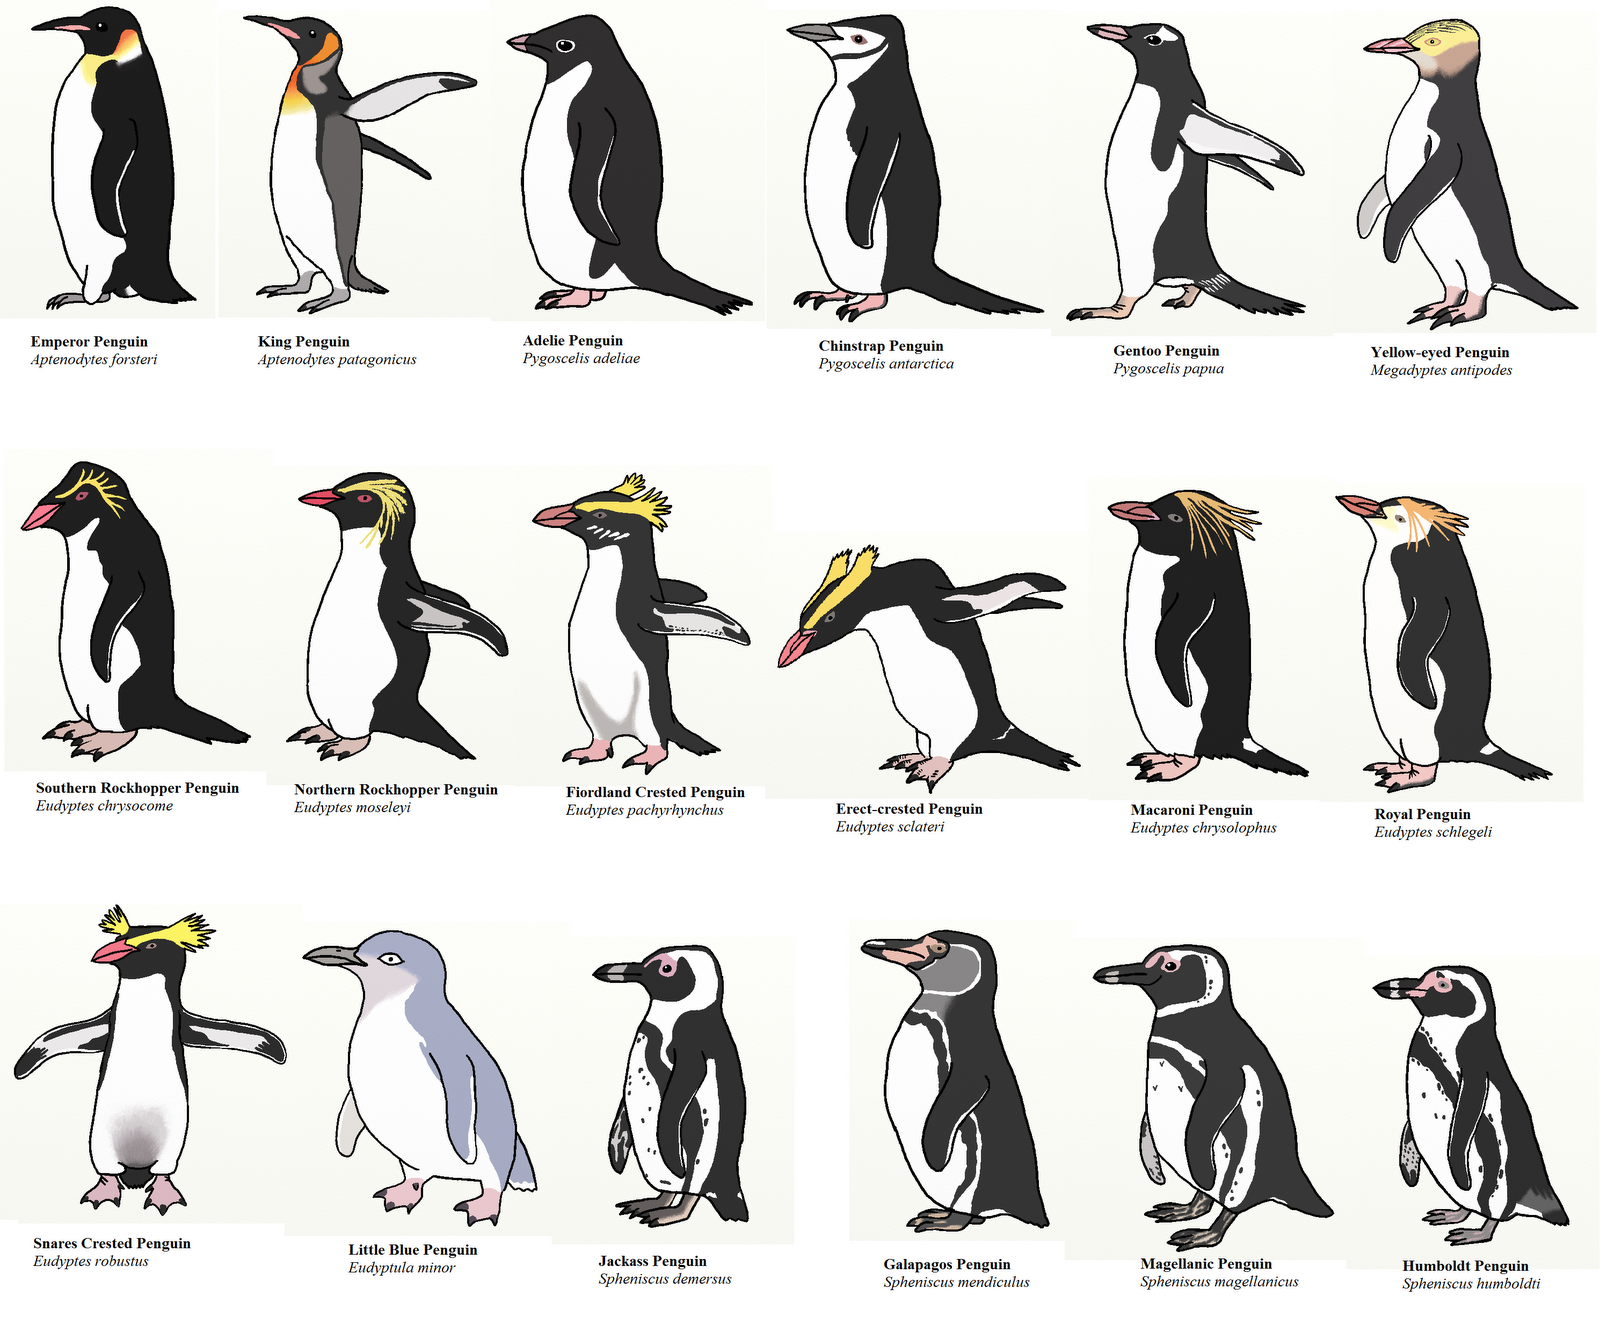 Emperor Penguin
Aptenodytes forsteri
King Penguin
Aptenodytes patagonicus
Adelie Penguin
Pygoscelis adeliae
Chinstrap Penguin
Pygoscelis antarctica
Gentoo Penguin
Pygoscelis papua
Yellow-eyed Penguin
Megadyptes antipodes
Southern Rockhopper Penguin
Eudyptes chrysocome
Northern Rockhopper Penguin
Eudyptes moseleyi
Fiordland Crested Penguin
Eudyptes pachyrhynchus
Erect-crested Penguin
Eudyptes sclateri
Macaroni Penguin
Eudyptes chrysolophus
Royal Penguin
Eudyptes schlegeli
Snares Crested Penguin
Eudyptes robustus
Little Blue Penguin
Eudyptula minor
Jackass Penguin
Spheniscus demersus
Galapagos Penguin
Spheniscus mendiculus
Magellanic Penguin
Spheniscus magellanicus
Humboldt Penguin
Spheniscus humboldti